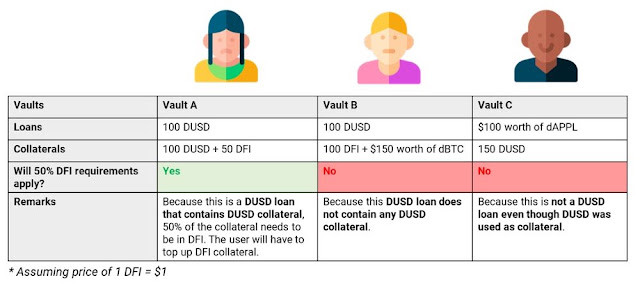 Vaults Vault A Vault B Vault C
Loans 100 DUSD 100 DUSD $100 worth of dAPPL
Collaterals 100 DUSD + 50 DFI 100 DFI + $150 worth of dBTC 150 DUSD
Will 50% DFI requirements
apply?
Yes No No
Remarks
Because this is a DUSD loan
that contains DUSD collateral,
50% of the collateral needs to
be in DFI. The user will have to
top up DFI collateral.
Because this DUSD loan does
not contain any DUSD
collateral.
Because this is not a DUSD
loan even though DUSD was
used as collateral.
* Assuming price of 1 DFI = $1